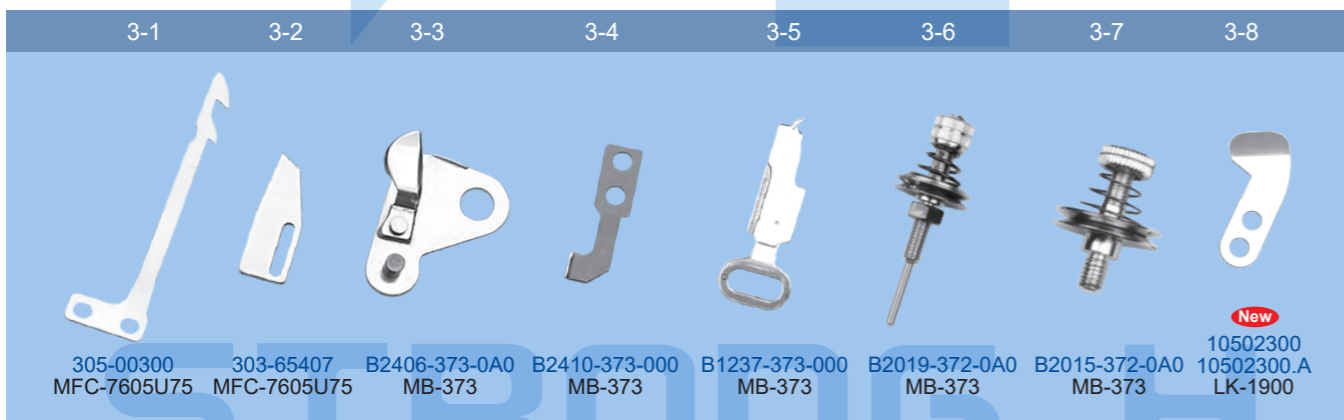 3-1 3-2 3-3 3-4 3-5 3-6 3-7 3-8
New
305-00300 303-65407 B2406-373-0A0 B2410-373-000 B1237-373-000 B2019-372-0A0 B2015-372-0A0 10502300
10502300.A
MFC-7605U75 MFC-7605U75 MB-373 MB-373 MB-373 MB-373 MB-373 LK-1900
STRONG H